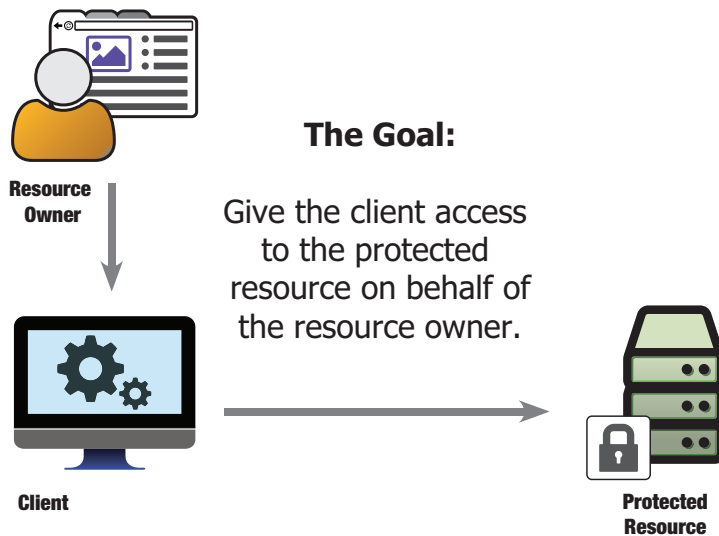 The Goal:
Resource
Owner
Give the client access
to the protected
resource on behalf of
the resource owner.
Client
Protected
Resource